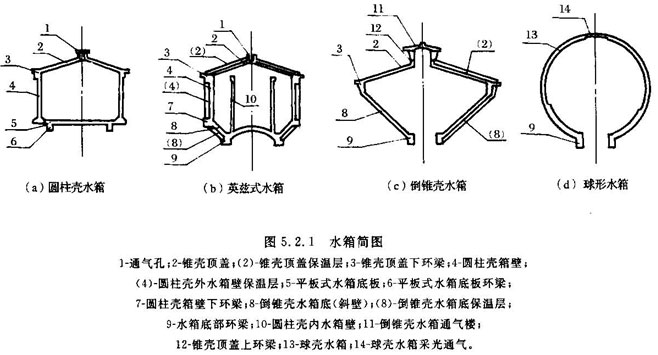 1
2
3
4
5
6
1
2
(2)
3
4
(4)
7
8
(8)
9
10
11
12
3
2
(2)
8
9
(8)
14
13
9
(a) 圆柱壳水箱
(b) 英兹式水箱
(c) 倒锥壳水箱
(d) 球形水箱
图 5.2.1 水箱简图
1-通气孔;2-锥壳顶盖;(2)-锥壳顶盖保温层;3-锥壳顶盖下环梁;4-圆柱壳箱壁;
(4)-圆柱壳外水箱壁保温层;5-平板式水箱底板;6-平板式水箱底板环梁;
7-圆柱壳箱壁下环梁;8-倒锥壳水箱底(斜壁);(8)-倒锥壳水箱底保温层;
9-水箱底部环梁;10-圆柱壳内水箱壁;11-倒锥壳水箱通气楼;
12-锥壳顶盖上环梁;13-球壳水箱;14-球壳水箱采光通气。